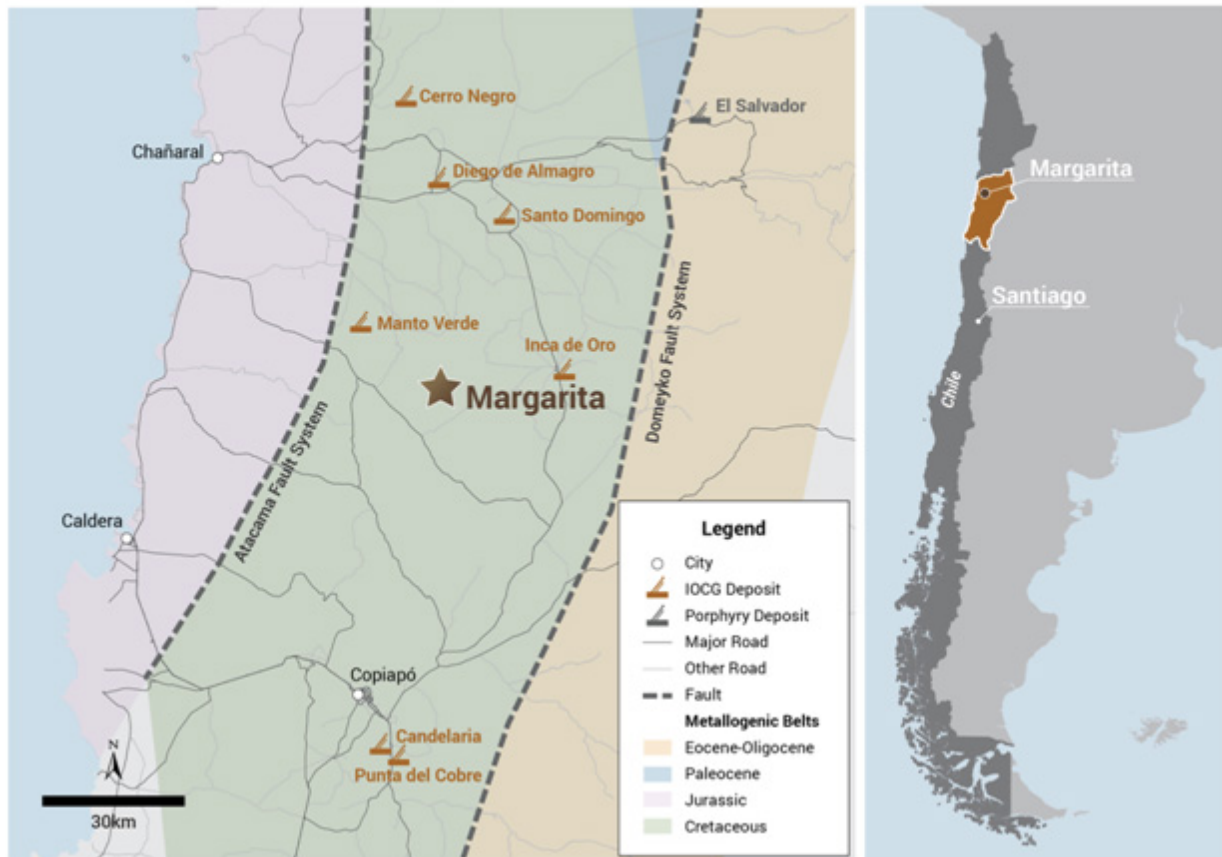 Cerro Negro
El Salvador
Chañaral
Diego de Almagro
Santo Domingo
Manto Verde
Inca de Oro
Margarita
Domeyko Fault System
Atacama Fault System
Caldera
Copiapó
Candelaria
Punta del Cobre
N
30km
Legend
City
IOCG Deposit
Porphyry Deposit
Major Road
Other Road
Fault
Metallogenic Belts
Eocene-Oligocene
Paleocene
Jurassic
Cretaceous
Margarita
Santiago
Chile